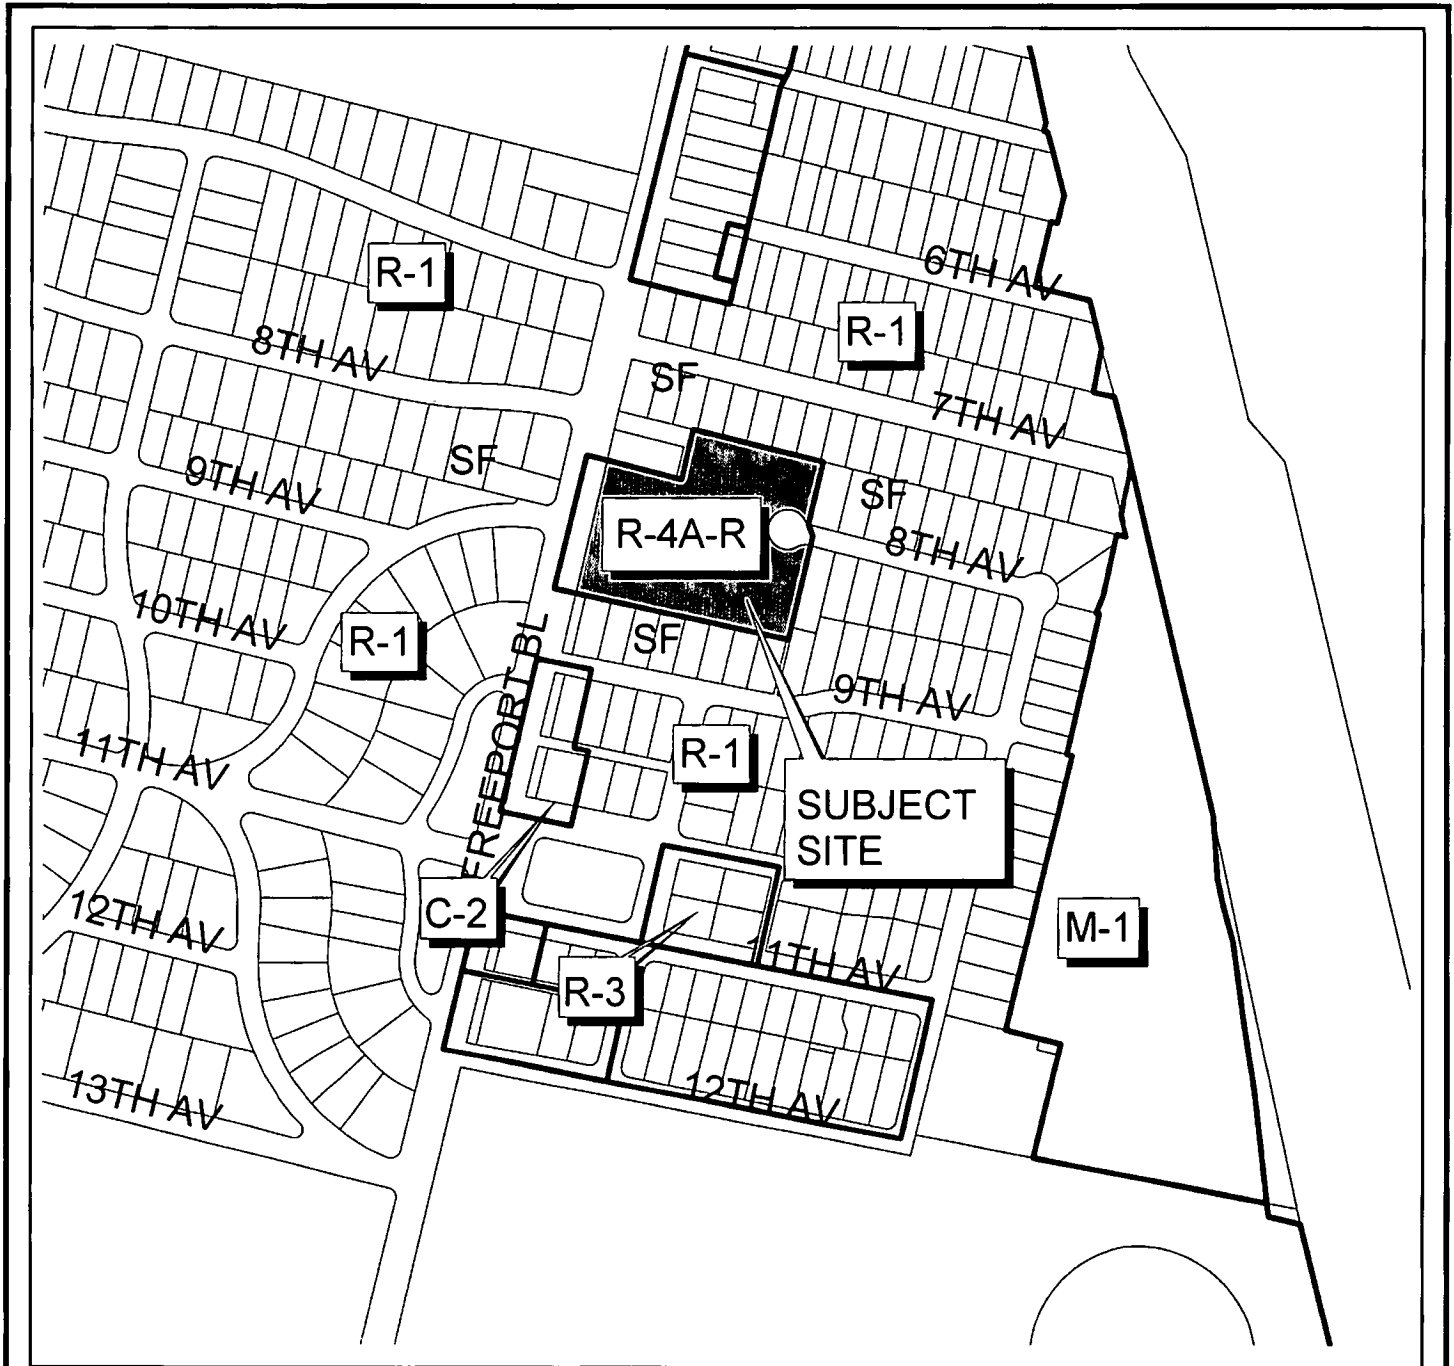 R-1
6TH AV
R-1
8TH AV
SF
7TH AV
SF
9TH AV
SF
R-4A-R
8TH AV
10TH AV
R-1
SF
FREEPORT BL
9TH AV
11TH AV
R-1
SUBJECT
SITE
C-2
12TH AV
M-1
11TH AV
R-3
13TH AV
12TH AV